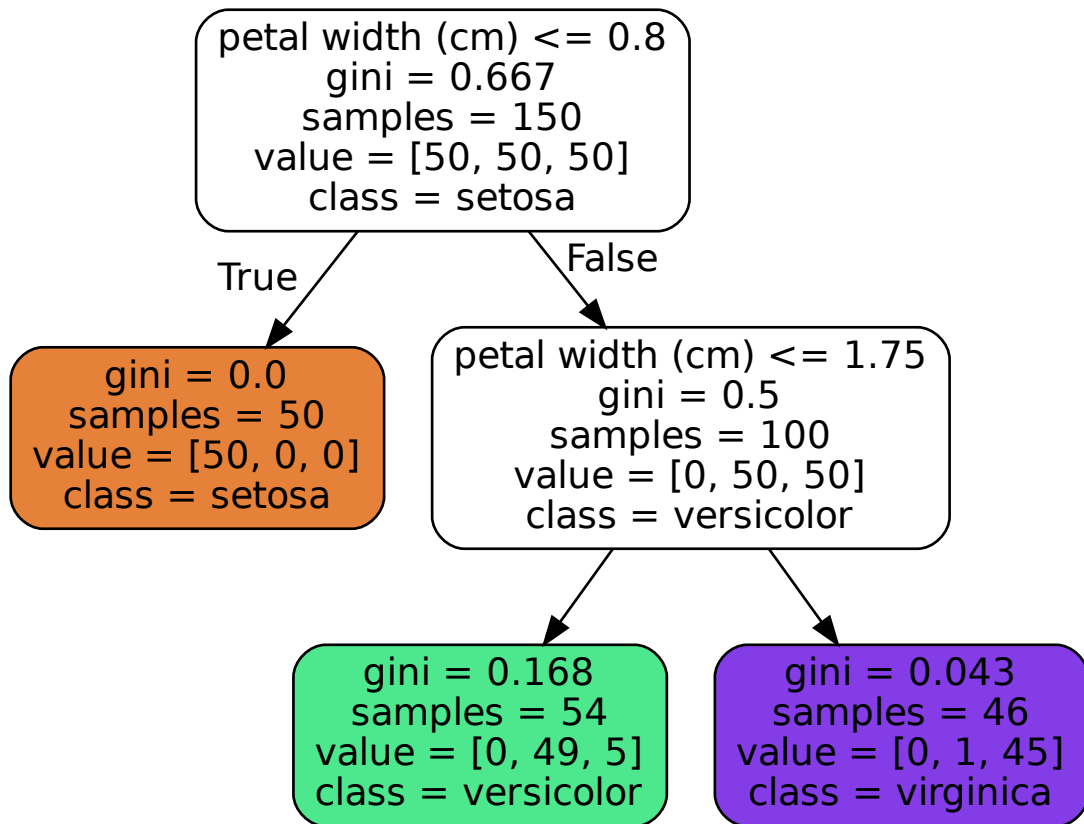 petal width (cm) <= 0.8
gini = 0.667
samples = 150
value = [50, 50, 50]
class = setosa
True
False
gini = 0.0
samples = 50
value = [50, 0, 0]
class = setosa
petal width (cm) <= 1.75
gini = 0.5
samples = 100
value = [0, 50, 50]
class = versicolor
gini = 0.168
samples = 54
value = [0, 49, 5]
class = versicolor
gini = 0.043
samples = 46
value = [0, 1, 45]
class = virginica